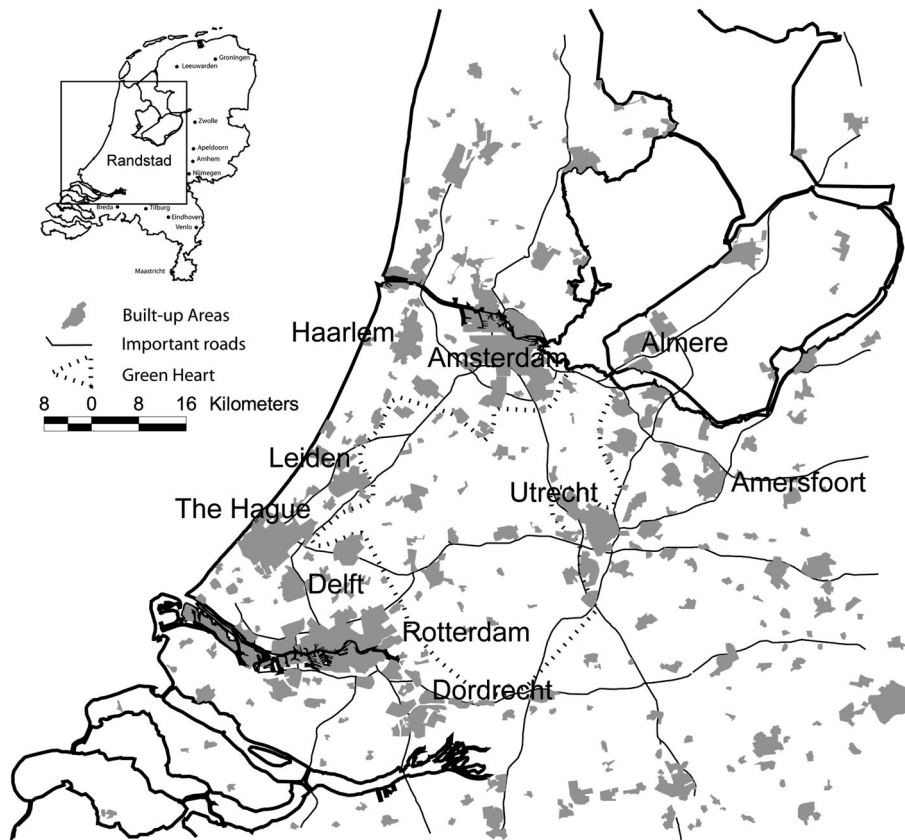 Groningen
Leeuwarden
Zwolle
Apeldoorn
Randstad
Arnhem
Nijmegen
Breda
Tilburg
Eindhoven
Venlo
Maastricht
Built-up Areas
Important roads
Green Heart
8 0 8 16 Kilometers
Haarlem
Amsterdam
Almere
Leiden
Utrecht
Amersfoort
The Hague
Delft
Rotterdam
Dordrecht